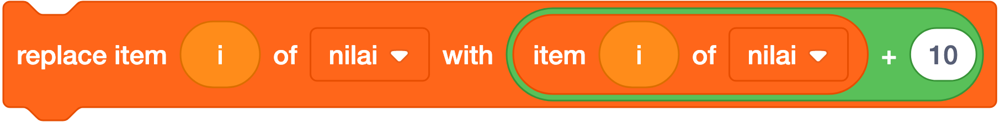 replace item i of nilai with item i of nilai + 10